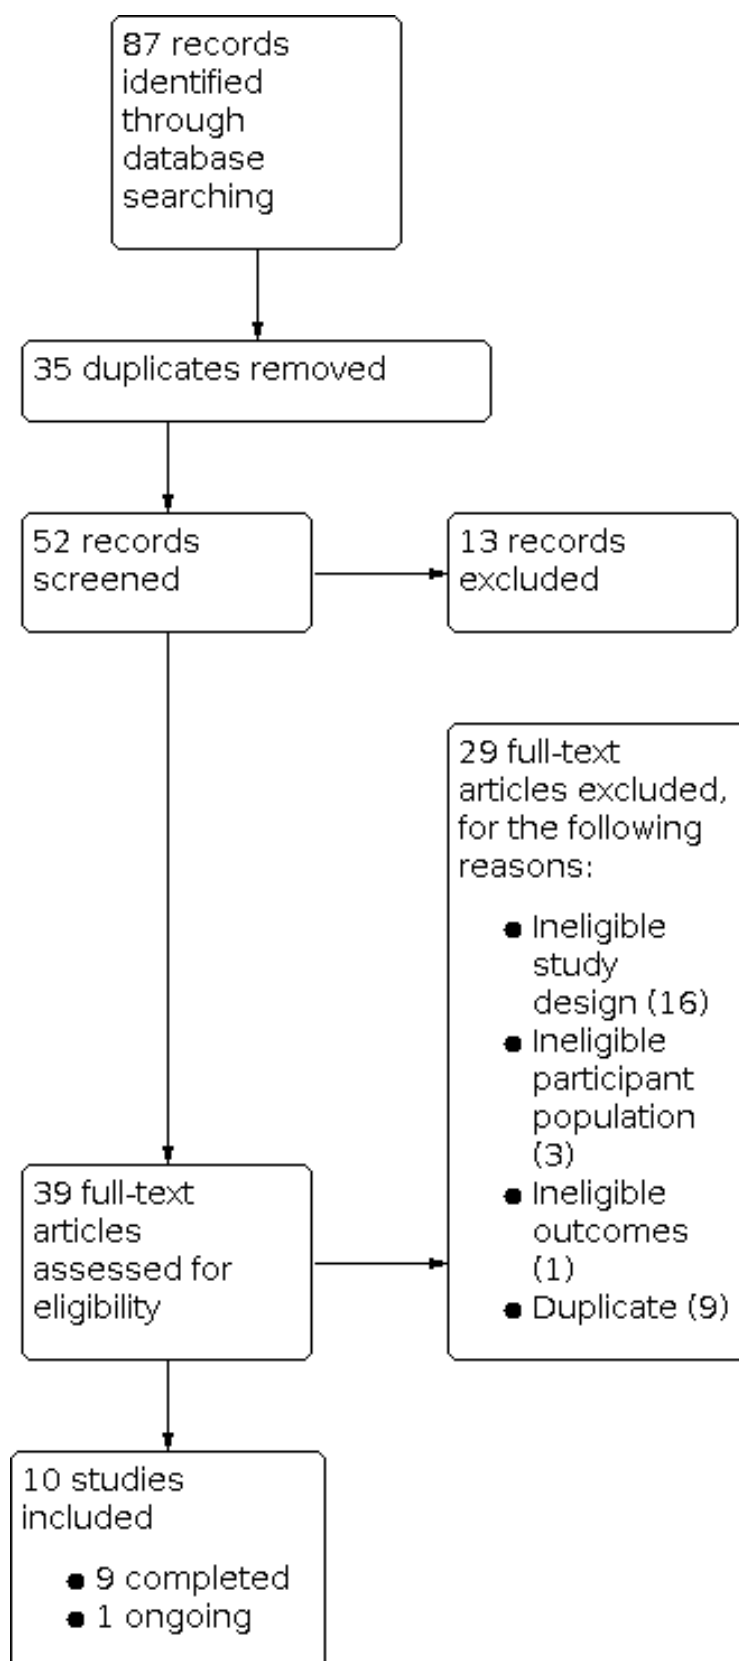 87 records
identified
through
database
searching
35 duplicates removed
52 records
screened
13 records
excluded
29 full-text
articles excluded,
for the following
reasons:
● Ineligible
study
design (16)
● Ineligible
participant
population
(3)
● Ineligible
outcomes
(1)
● Duplicate (9)
39 full-text
articles
assessed for
eligibility
10 studies
included
● 9 completed
● 1 ongoing